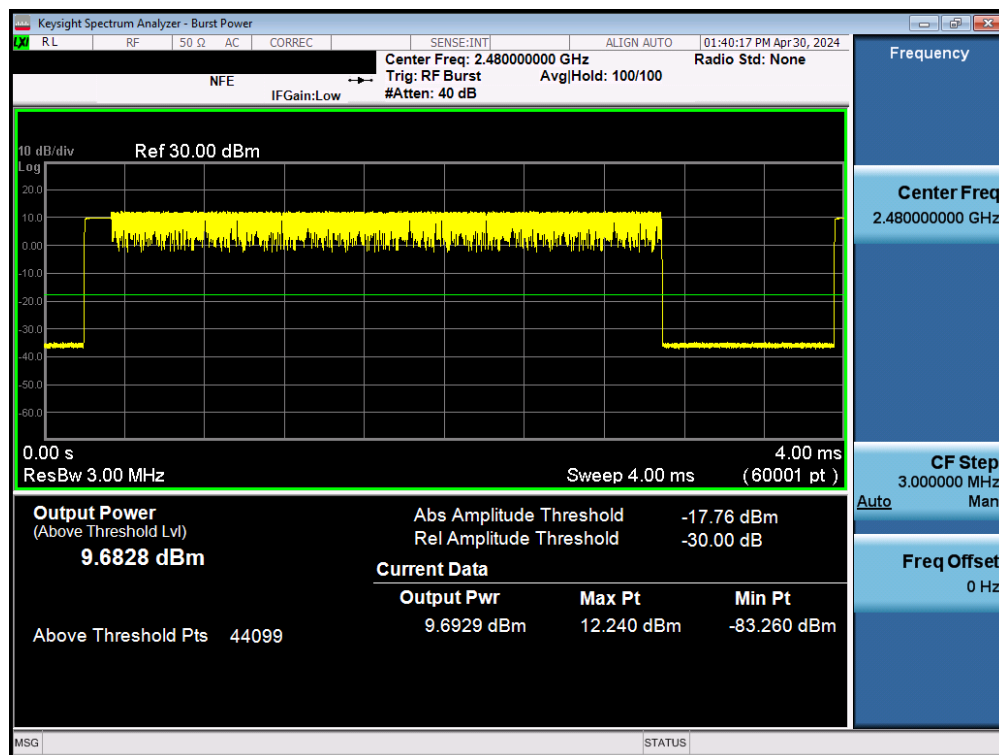 Keysight Spectrum Analyzer - Burst Power
LXI RL RF 50 Ω AC CORREC SENSE:INT ALIGN AUTO 01:40:17 PM Apr 30, 2024
Center Freq: 2.480000000 GHz Radio Std: None
NFE Trig: RF Burst Avg|Hold: 100/100
IFGain:Low #Atten: 40 dB
Frequency
10 dB/div Ref 30.00 dBm
Log
20.0
10.0
0.00
-10.0
-20.0
-30.0
-40.0
-50.0
-60.0
0.00 s 4.00 ms
ResBw 3.00 MHz Sweep 4.00 ms (60001 pt)
Center Freq
2.480000000 GHz
CF Step
3.000000 MHz
Auto Man
Freq Offset
0 Hz
Output Power
(Above Threshold Lvl)
9.6828 dBm
Above Threshold Pts 44099
Abs Amplitude Threshold -17.76 dBm
Rel Amplitude Threshold -30.00 dB
Current Data
Output Pwr Max Pt Min Pt
9.6929 dBm 12.240 dBm -83.260 dBm
MSG STATUS